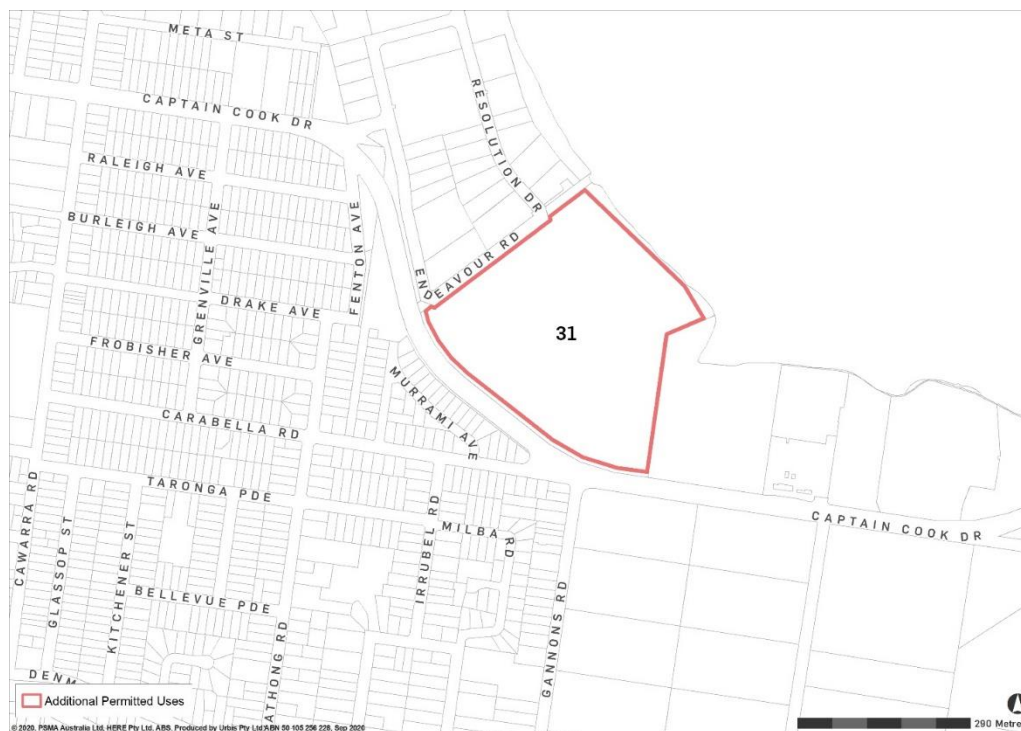 META ST
CAPTAIN COOK DR
RESOLUTION DR
RALEIGH AVE
BURLEIGH AVE
GRENVILLE AVE
FENTON AVE
ENDEAVOUR RD
DRAKE AVE
31
FROBISHER AVE
MURRAMI AVE
CARABELLA RD
TARONGA PDE
CAWARRA RD
GLASSOP ST
KITCHENER ST
IRRUBEL RD
MILBA RD
CAPTAIN COOK DR
BELLEVUE PDE
GANNONS RD
DENM
ATHONG RD
Additional Permitted Uses
© 2020. PSMA Australia Ltd, HERE Pty Ltd. ABS. Produced by Urbis Pty Ltd ABN 50 105 256 228, Sep 2020
290 Metre